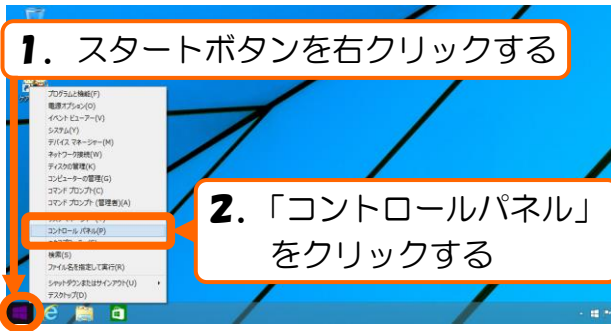 1. スタートボタンを右クリックする
プログラムと機能(F)
電源オプション(O)
イベント ビューアー(V)
システム(Y)
デバイス マネージャー(M)
ネットワーク接続(W)
ディスクの管理(K)
コンピューターの管理(G)
コマンド プロンプト(C)
コマンド プロンプト (管理者)(A)
2. 「コントロールパネル」
をクリックする
コントロール パネル(P)
検索(S)
ファイル名を指定して実行(R)
シャットダウンまたはサインアウト(U)
デスクトップ(D)